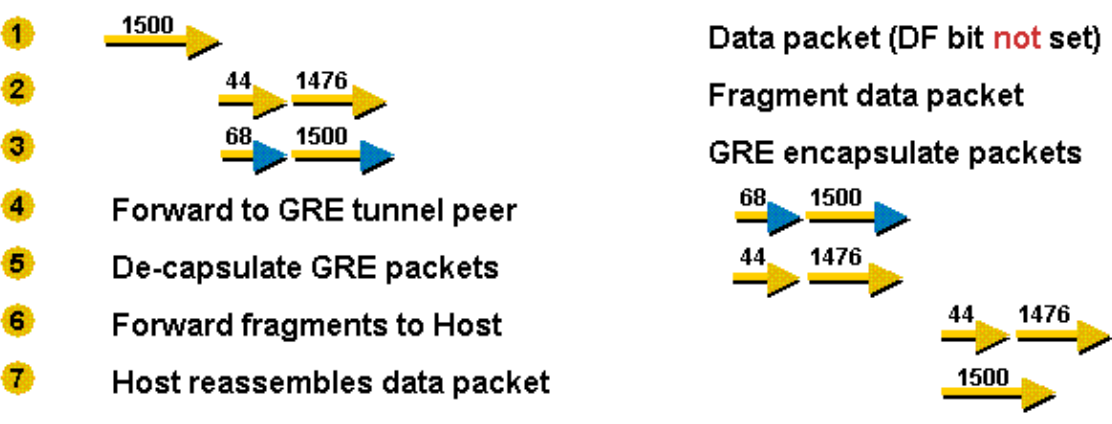 1 1500 Data packet (DF bit not set)
2 44 1476 Fragment data packet
3 68 1500 GRE encapsulate packets
4 Forward to GRE tunnel peer 68 1500
5 De-capsulate GRE packets 44 1476
6 Forward fragments to Host 44 1476
7 Host reassembles data packet 1500